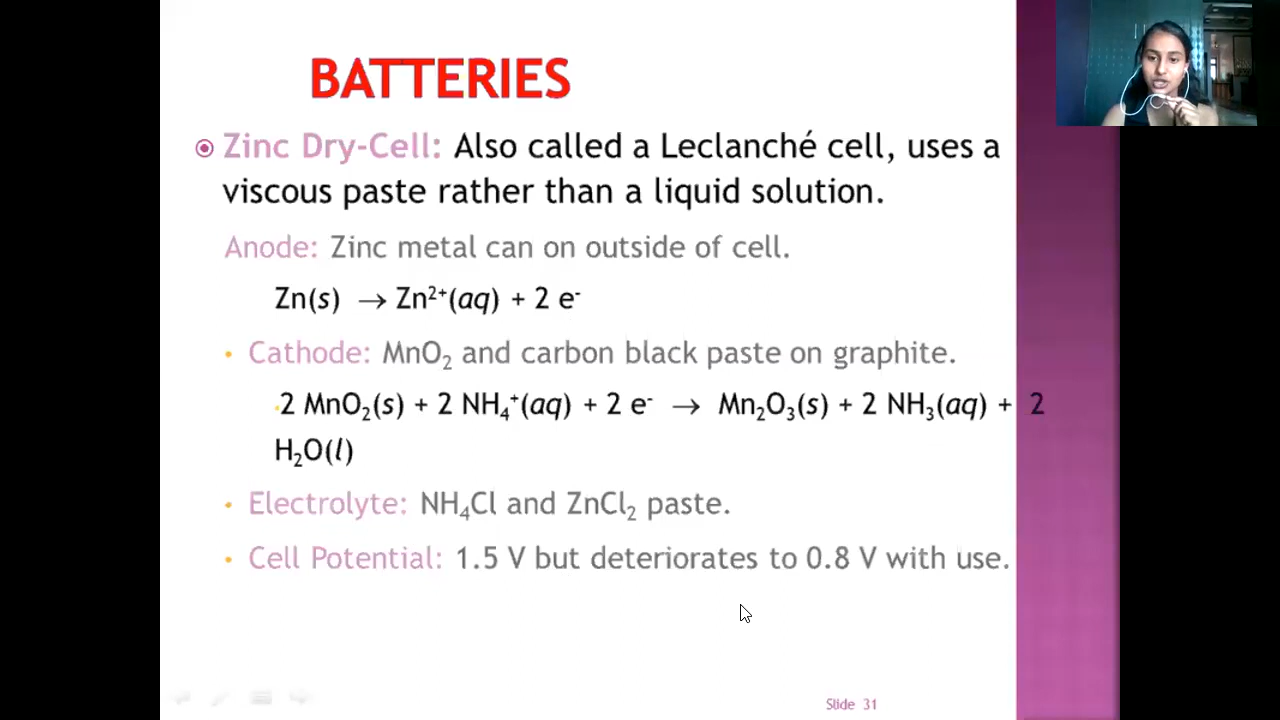 BATTERIES
Zinc Dry-Cell: Also called a Leclanché cell, uses a
viscous paste rather than a liquid solution.
Anode: Zinc metal can on outside of cell.
Zn(s) → Zn²⁺(aq) + 2 e⁻
• Cathode: MnO₂ and carbon black paste on graphite.
•2 MnO₂(s) + 2 NH₄⁺(aq) + 2 e⁻ → Mn₂O₃(s) + 2 NH₃(aq) + 2
H₂O(l)
• Electrolyte: NH₄Cl and ZnCl₂ paste.
• Cell Potential: 1.5 V but deteriorates to 0.8 V with use.
Slide 31